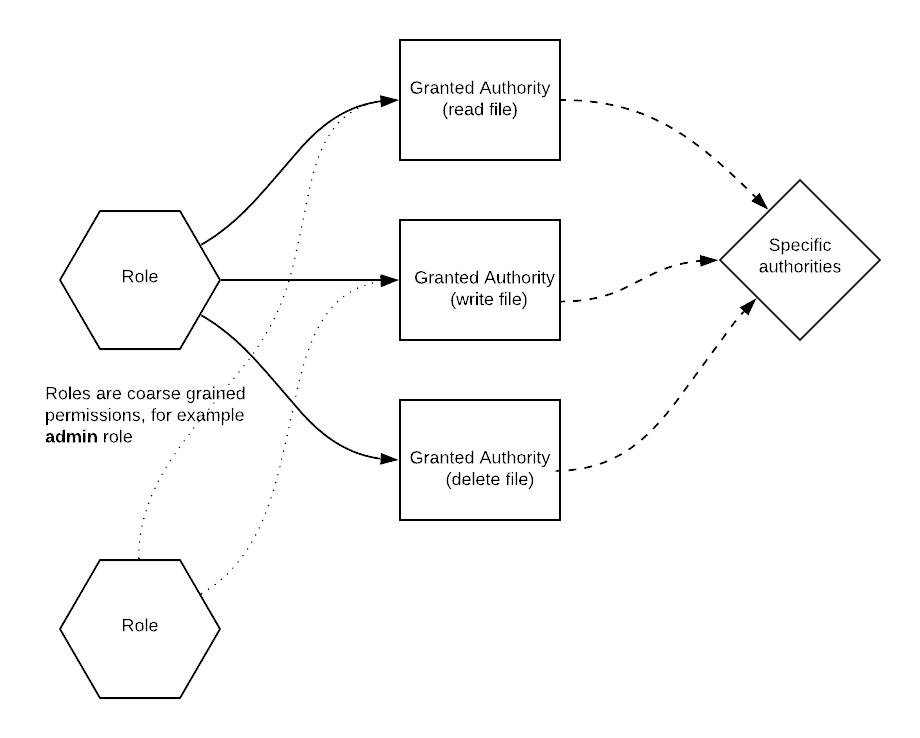 Granted Authority
(read file)
Role
Granted Authority
(write file)
Specific
authorities
Roles are coarse grained
permissions, for example
admin role
Granted Authority
(delete file)
Role